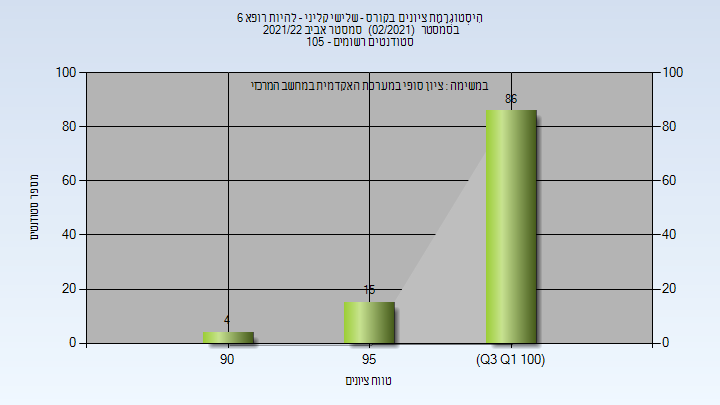 היסטוגרמת ציונים בקורס - שלישי קליני - להיות רופא 6
בסמסטר (02/2021) סמסטר אביב 2021/22
סטודנטים רשומים - 105
במשימה : ציון סופי במערכת האקדמית במחשב המרכזי
100 100
86
80 80
60 60
40 40
20 20
15
4
0 0
90 95 (Q3 Q1 100)
טווח ציונים
מספר סטודנטים